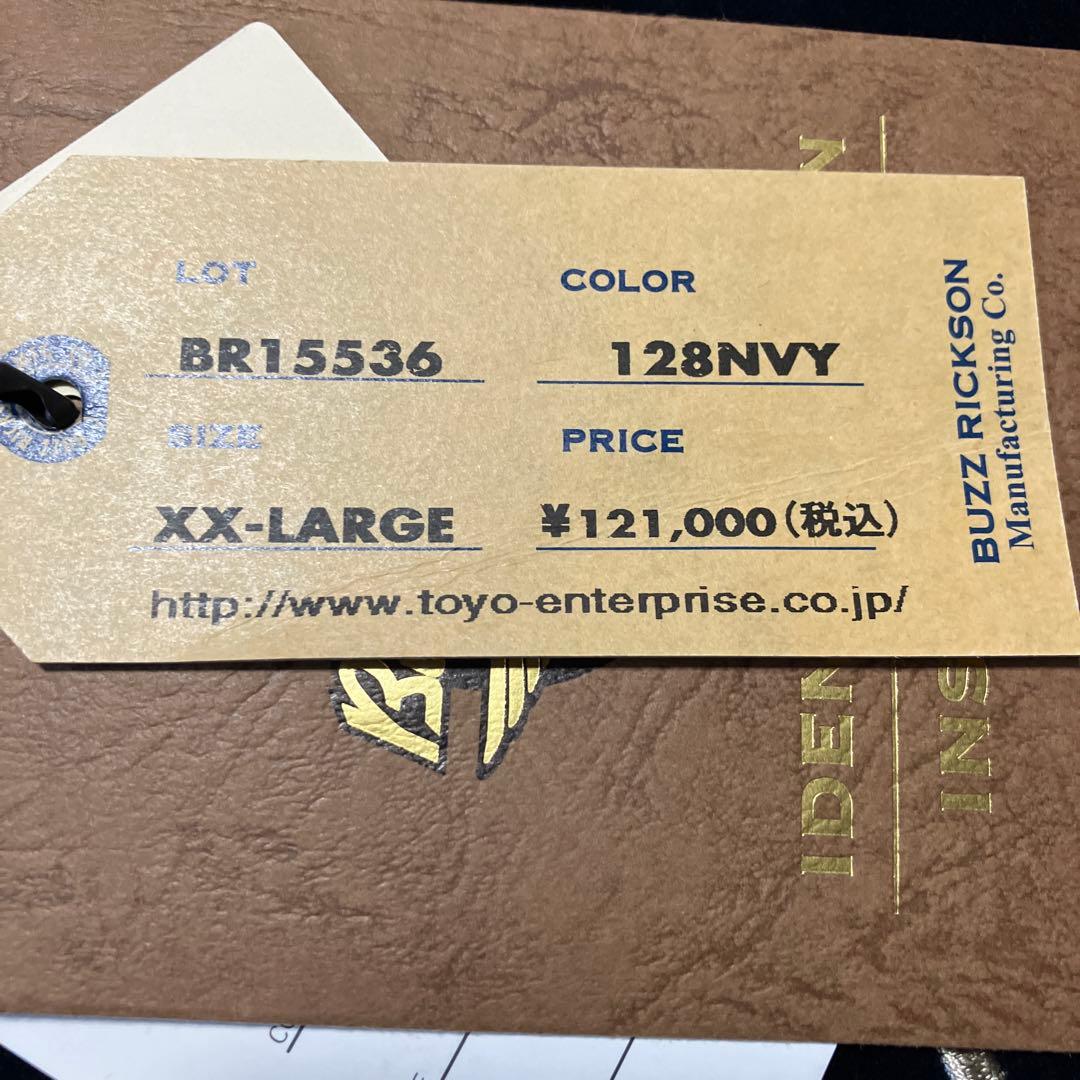 LOT
COLOR
BR15536
128NVY
SIZE
PRICE
XX-LARGE
¥121,000(税込)
http://www.toyo-enterprise.co.jp/
BUZZ RICKSON
Manufacturing Co.